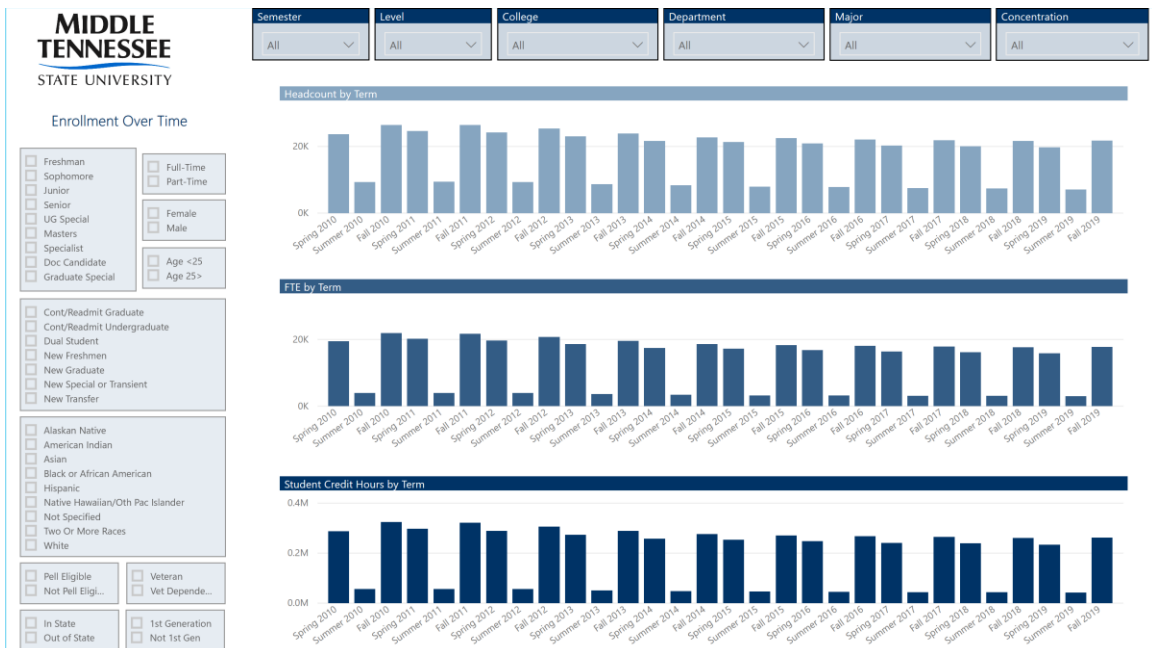 MIDDLE
TENNESSEE
STATE UNIVERSITY
Enrollment Over Time
Semester
All
Level
All
College
All
Department
All
Major
All
Concentration
All
Freshman
Sophomore
Junior
Senior
UG Special
Masters
Specialist
Doc Candidate
Graduate Special
Full-Time
Part-Time
Female
Male
Age <25
Age 25>
Cont/Readmit Graduate
Cont/Readmit Undergraduate
Dual Student
New Freshmen
New Graduate
New Special or Transient
New Transfer
Alaskan Native
American Indian
Asian
Black or African American
Hispanic
Native Hawaiian/Oth Pac Islander
Not Specified
Two Or More Races
White
Pell Eligible
Not Pell Eligi...
Veteran
Vet Depende...
In State
Out of State
1st Generation
Not 1st Gen
Headcount by Term
20K
0K
Spring 2010
Summer 2010
Fall 2010
Spring 2011
Summer 2011
Fall 2011
Spring 2012
Summer 2012
Fall 2012
Spring 2013
Summer 2013
Fall 2013
Spring 2014
Summer 2014
Fall 2014
Spring 2015
Summer 2015
Fall 2015
Spring 2016
Summer 2016
Fall 2016
Spring 2017
Summer 2017
Fall 2017
Spring 2018
Summer 2018
Fall 2018
Spring 2019
Summer 2019
Fall 2019
FTE by Term
20K
0K
Spring 2010
Summer 2010
Fall 2010
Spring 2011
Summer 2011
Fall 2011
Spring 2012
Summer 2012
Fall 2012
Spring 2013
Summer 2013
Fall 2013
Spring 2014
Summer 2014
Fall 2014
Spring 2015
Summer 2015
Fall 2015
Spring 2016
Summer 2016
Fall 2016
Spring 2017
Summer 2017
Fall 2017
Spring 2018
Summer 2018
Fall 2018
Spring 2019
Summer 2019
Fall 2019
Student Credit Hours by Term
0.4M
0.2M
0.0M
Spring 2010
Summer 2010
Fall 2010
Spring 2011
Summer 2011
Fall 2011
Spring 2012
Summer 2012
Fall 2012
Spring 2013
Summer 2013
Fall 2013
Spring 2014
Summer 2014
Fall 2014
Spring 2015
Summer 2015
Fall 2015
Spring 2016
Summer 2016
Fall 2016
Spring 2017
Summer 2017
Fall 2017
Spring 2018
Summer 2018
Fall 2018
Spring 2019
Summer 2019
Fall 2019